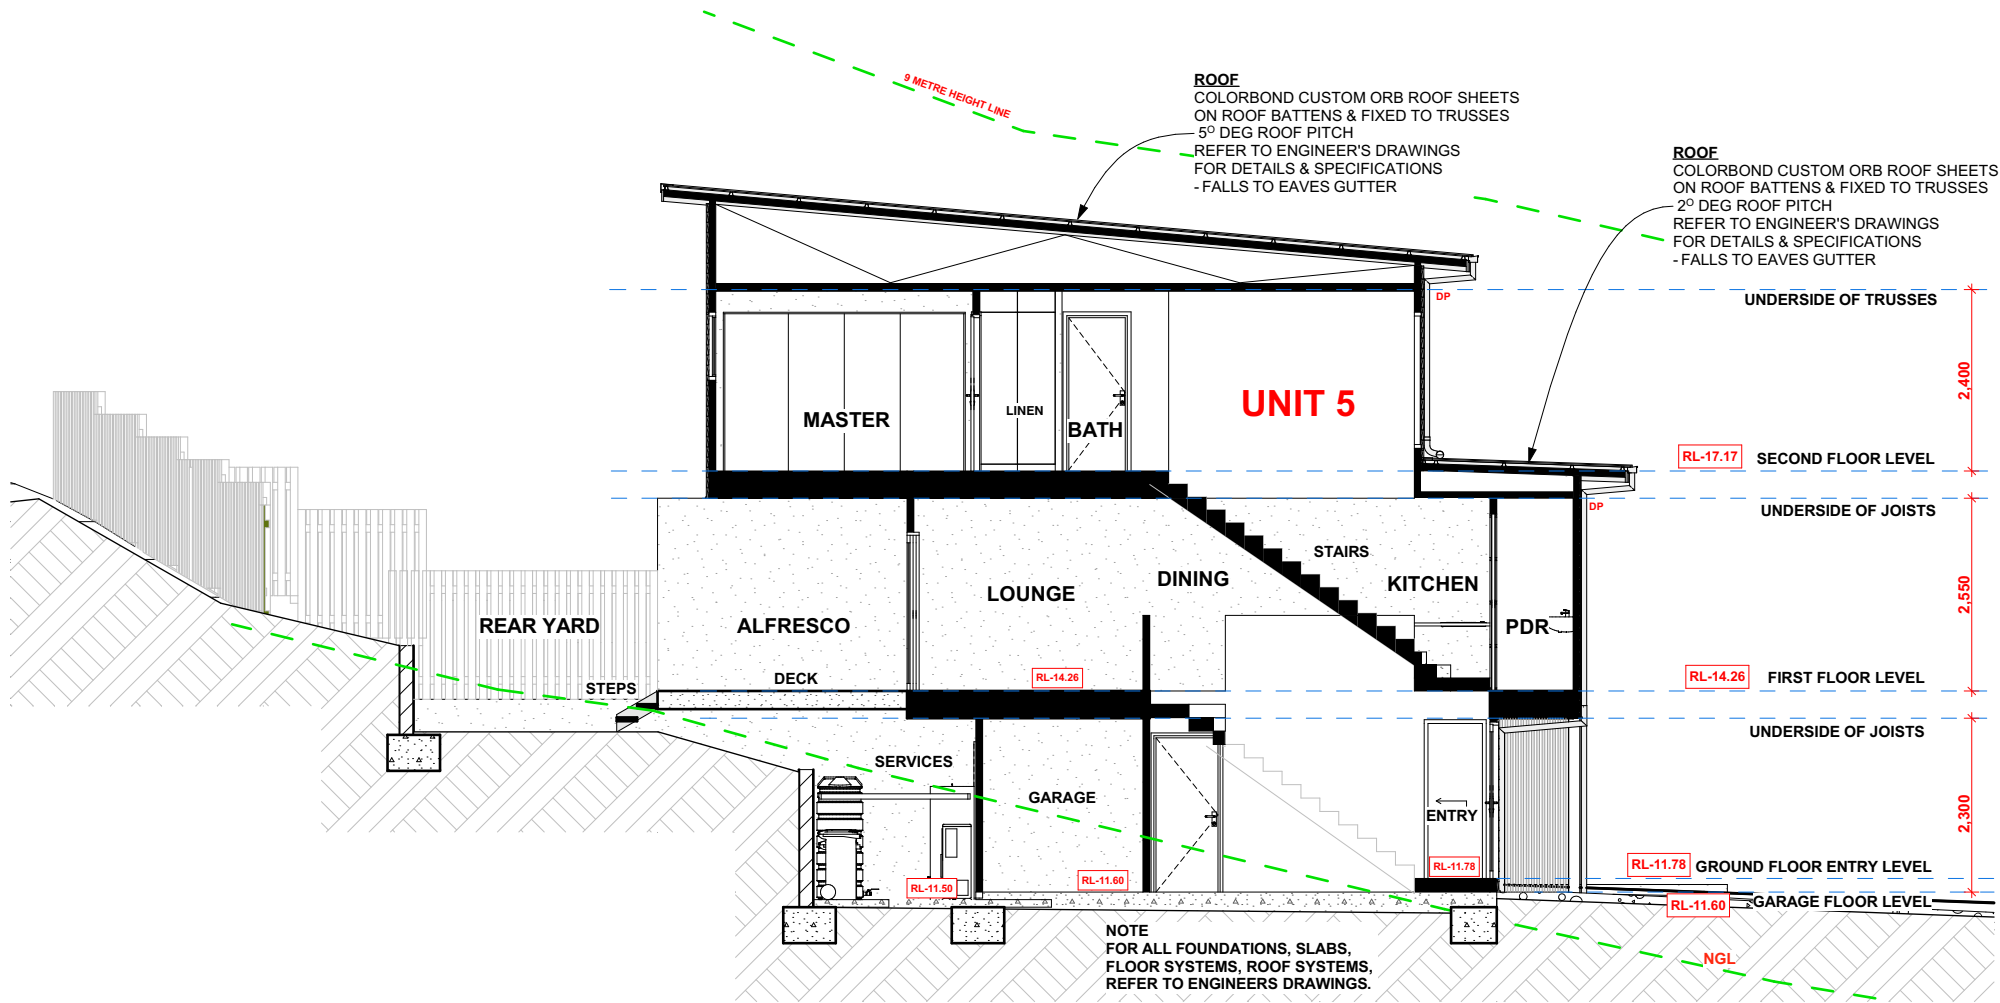 9 METRE HEIGHT LINE
ROOF
COLORBOND CUSTOM ORB ROOF SHEETS
ON ROOF BATTENS & FIXED TO TRUSSES
5° DEG ROOF PITCH
REFER TO ENGINEER'S DRAWINGS
FOR DETAILS & SPECIFICATIONS
- FALLS TO EAVES GUTTER
ROOF
COLORBOND CUSTOM ORB ROOF SHEETS
ON ROOF BATTENS & FIXED TO TRUSSES
2° DEG ROOF PITCH
REFER TO ENGINEER'S DRAWINGS
FOR DETAILS & SPECIFICATIONS
- FALLS TO EAVES GUTTER
DP
UNDERSIDE OF TRUSSES
2,400
MASTER
LINEN
BATH
UNIT 5
RL-17.17
SECOND FLOOR LEVEL
DP
UNDERSIDE OF JOISTS
STAIRS
KITCHEN
DINING
LOUNGE
2,550
REAR YARD
ALFRESCO
PDR
STEPS
DECK
RL-14.26
RL-14.26
FIRST FLOOR LEVEL
UNDERSIDE OF JOISTS
SERVICES
GARAGE
ENTRY
2,300
RL-11.50
RL-11.60
RL-11.78
RL-11.78
GROUND FLOOR ENTRY LEVEL
RL-11.60
GARAGE FLOOR LEVEL
NOTE
FOR ALL FOUNDATIONS, SLABS,
FLOOR SYSTEMS, ROOF SYSTEMS,
REFER TO ENGINEERS DRAWINGS.
NGL